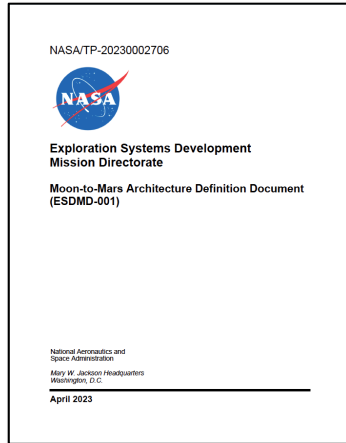 NASA/TP-20230002706
NASA
Exploration Systems Development
Mission Directorate
Moon-to-Mars Architecture Definition Document
(ESDMD-001)
National Aeronautics and
Space Administration
Mary W. Jackson Headquarters
Washington, D.C.
April 2023